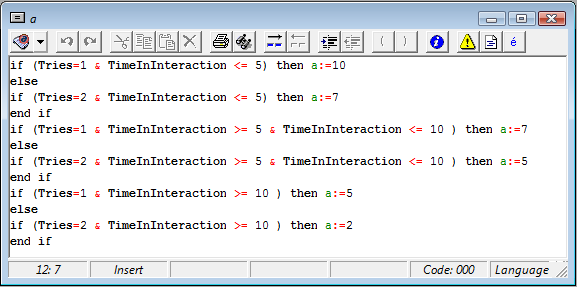 a
( ) i ! é
if (Tries=1 & TimeInInteraction <= 5) then a:=10
else
if (Tries=2 & TimeInInteraction <= 5) then a:=7
end if
if (Tries=1 & TimeInInteraction >= 5 & TimeInInteraction <= 10 ) then a:=7
else
if (Tries=2 & TimeInInteraction >= 5 & TimeInInteraction <= 10 ) then a:=5
end if
if (Tries=1 & TimeInInteraction >= 10 ) then a:=5
else
if (Tries=2 & TimeInInteraction >= 10 ) then a:=2
end if
12: 7 Insert Code: 000 Language